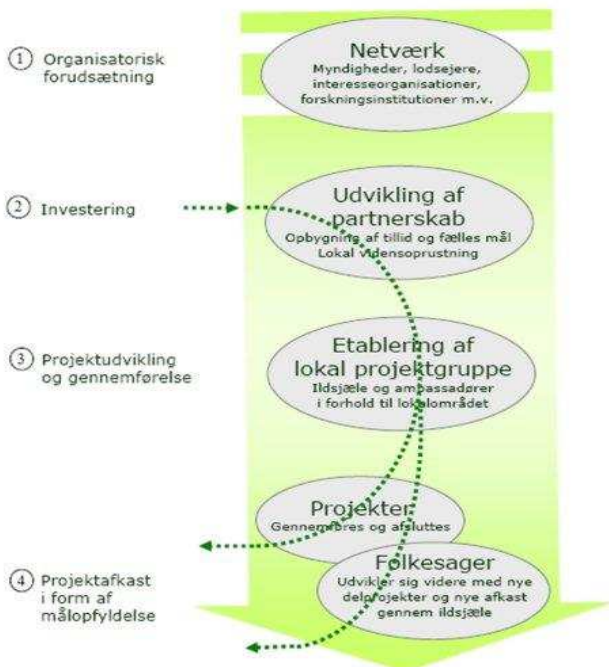 1 Organisatorisk
forudsætning
Netværk
Myndigheder, lodsejere,
interesseorganisationer,
forskningsinstitutioner m.v.
2 Investering
Udvikling af
partnerskab
Opbygning af tillid og fælles mål
Lokal vidensoprustning
3 Projektudvikling
og gennemførelse
Etablering af
lokal projektgruppe
Ildsjæle og ambassadører
i forhold til lokalområdet
Projekter
Gennemføres og afsluttes
4 Projektafkast
i form af
målopfyldelse
Folkesager
Udvikler sig videre med nye
delprojekter og nye afkast
gennem ildsjæle